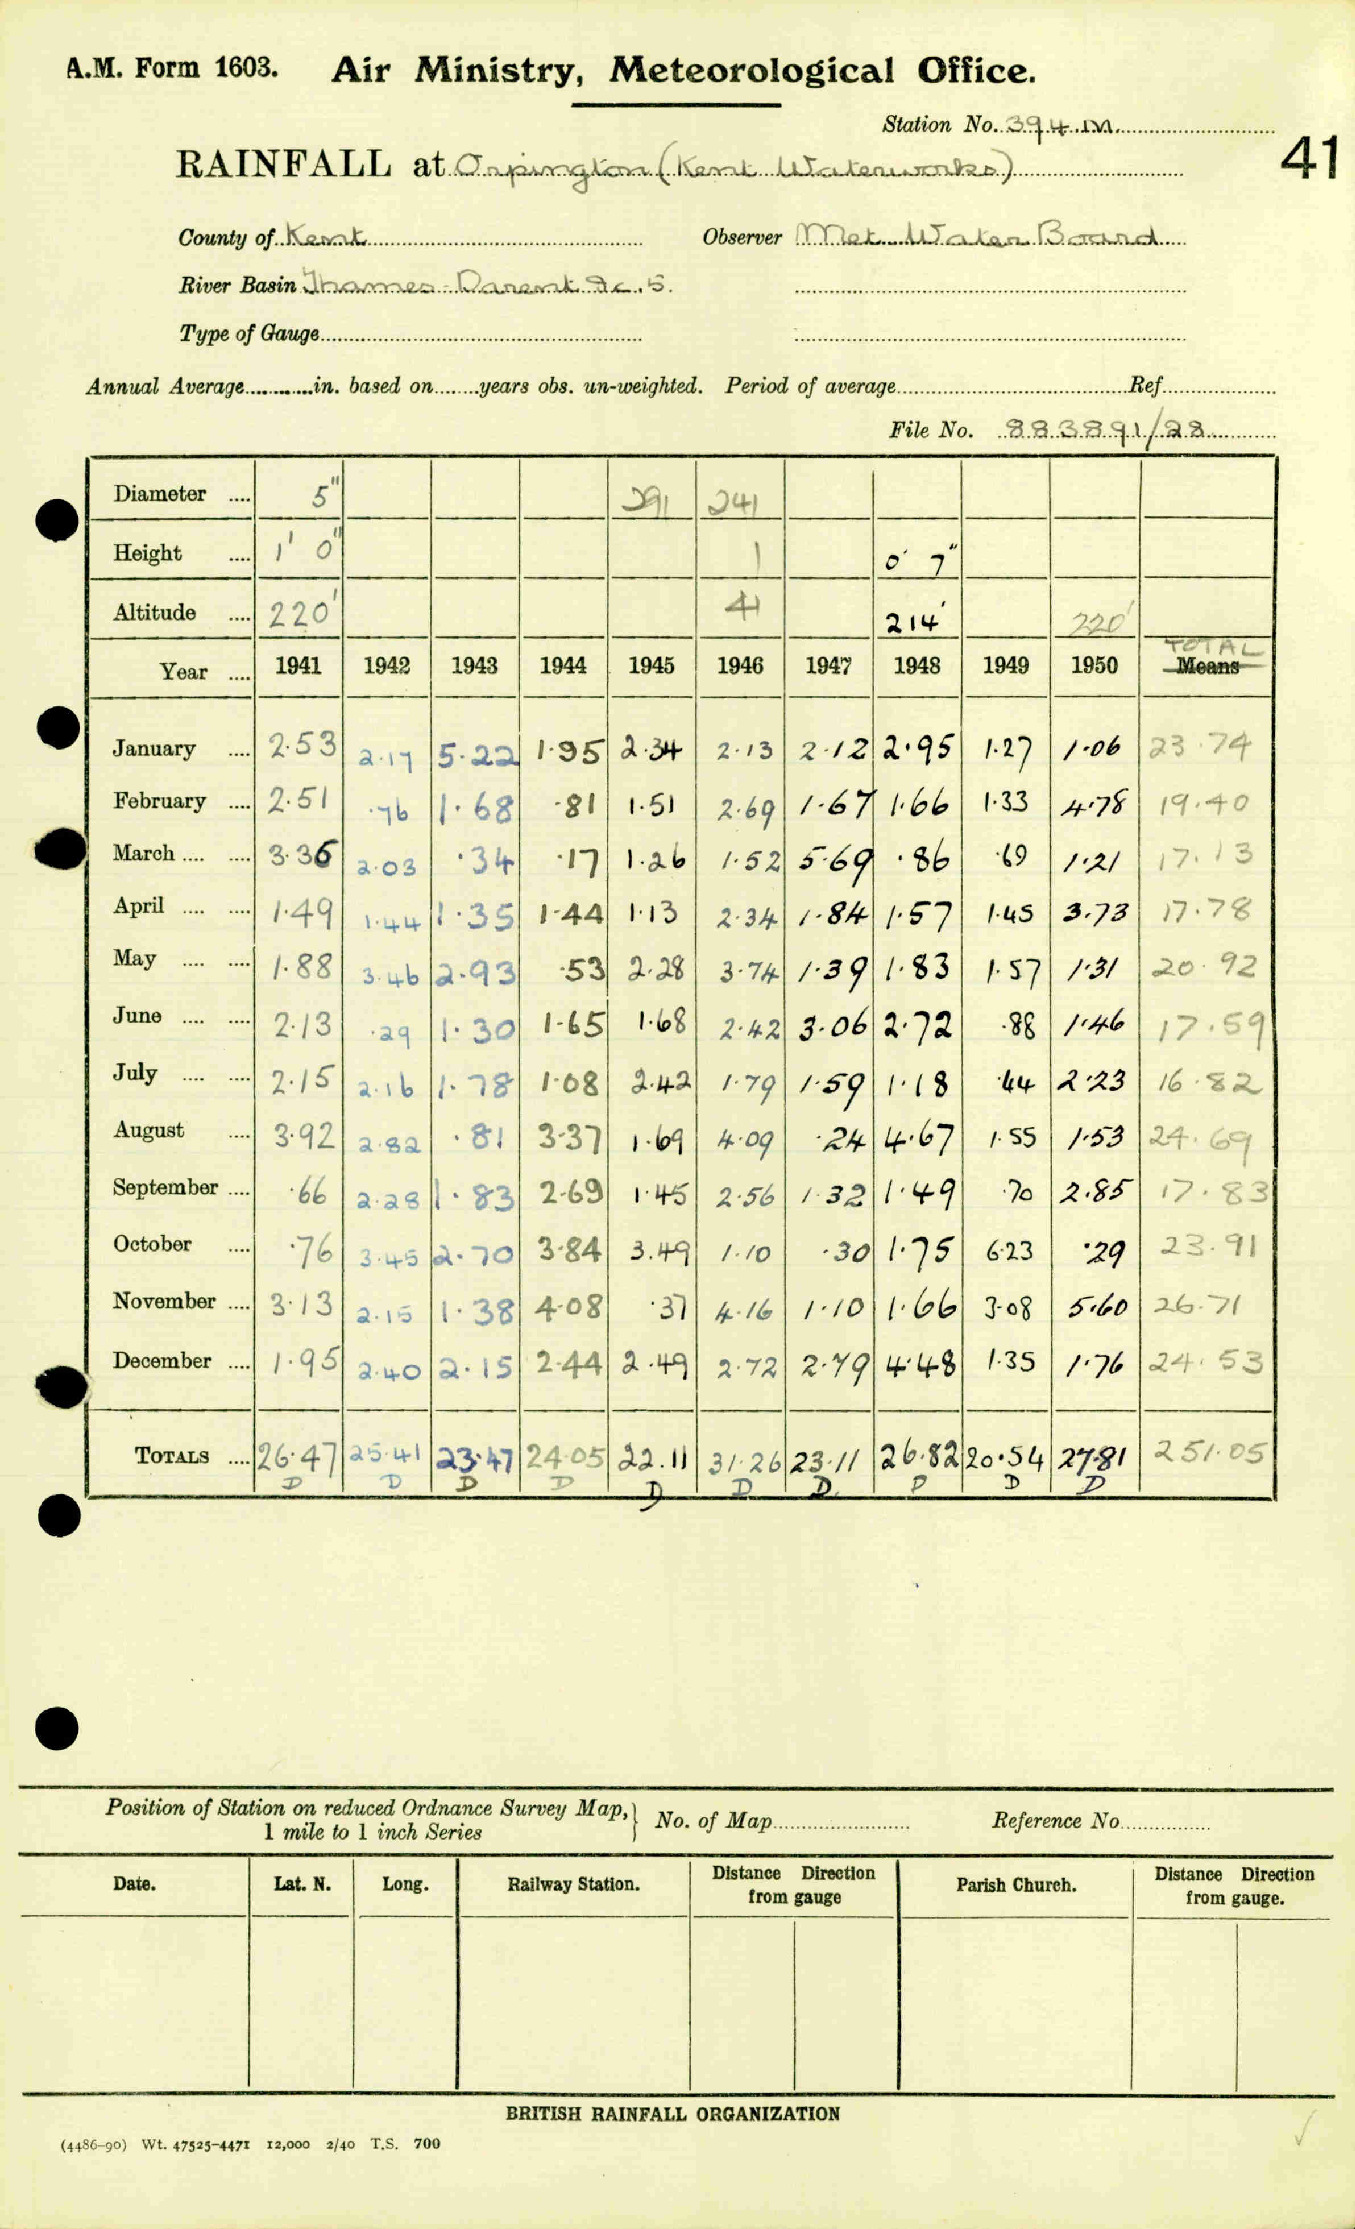 A.M. Form 1603. Air Ministry, Meteorological Office.
Station No. 394.M
41
RAINFALL at Orpington (Kent Waterworks)
County of Kent Observer Met. Water Board
River Basin Thames - Darent &c. 5.
Type of Gauge
Annual Average in. based on years obs. un-weighted. Period of average Ref.
File No. 883891/28
Diameter 5" 291 241
Height 1' 0" 1 0' 7"
Altitude 220' 41 214' 220'
TOTAL
Year 1941 1942 1943 1944 1945 1946 1947 1948 1949 1950 Means
January 2.53 2.17 5.22 1.95 2.34 2.13 2.12 2.95 1.27 1.06 23.74
February 2.51 .76 1.68 .81 1.51 2.69 1.67 1.66 1.33 4.78 19.40
March 3.36 2.03 .34 .17 1.26 1.52 5.69 .86 .69 1.21 17.13
April 1.49 1.44 1.35 1.44 1.13 2.34 1.84 1.57 1.45 3.73 17.78
May 1.88 3.46 2.93 .53 2.28 3.74 1.39 1.83 1.57 1.31 20.92
June 2.13 .29 1.30 1.65 1.68 2.42 3.06 2.72 .88 1.46 17.59
July 2.15 2.16 1.78 1.08 2.42 1.79 1.59 1.18 .44 2.23 16.82
August 3.92 2.82 .81 3.37 1.69 4.09 .24 4.67 1.55 1.53 24.69
September .66 2.28 1.83 2.69 1.45 2.56 1.32 1.49 .70 2.85 17.83
October .76 3.45 2.70 3.84 3.49 1.10 .30 1.75 6.23 .29 23.91
November 3.13 2.15 1.38 4.08 .37 4.16 1.10 1.66 3.08 5.60 26.71
December 1.95 2.40 2.15 2.44 2.49 2.72 2.79 4.48 1.35 1.76 24.53
TOTALS 26.47 25.41 23.47 24.05 22.11 31.26 23.11 26.82 20.54 27.81 251.05
D D D D D D D D D D
Position of Station on reduced Ordnance Survey Map, 1 mile to 1 inch Series } No. of Map Reference No.
Date. Lat. N. Long. Railway Station. Distance Direction from gauge Parish Church. Distance Direction from gauge.
BRITISH RAINFALL ORGANIZATION
(4486-90) Wt. 47525-4471 12,000 2/40 T.S. 700